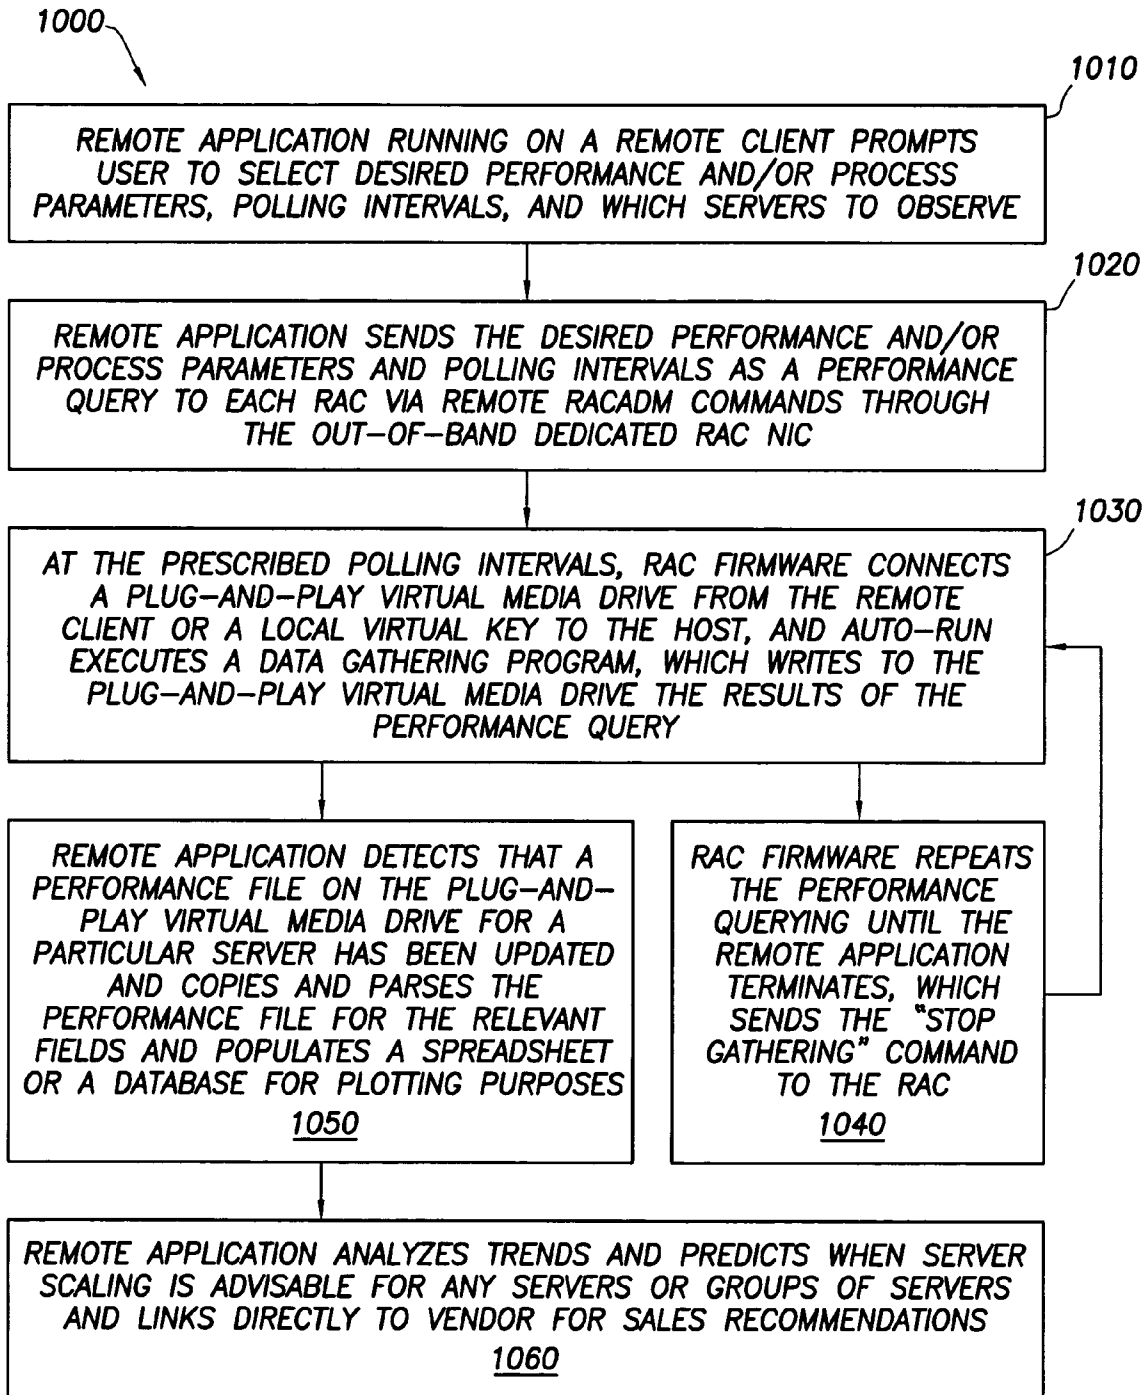 1000
1010
REMOTE APPLICATION RUNNING ON A REMOTE CLIENT PROMPTS
USER TO SELECT DESIRED PERFORMANCE AND/OR PROCESS
PARAMETERS, POLLING INTERVALS, AND WHICH SERVERS TO OBSERVE
1020
REMOTE APPLICATION SENDS THE DESIRED PERFORMANCE AND/OR
PROCESS PARAMETERS AND POLLING INTERVALS AS A PERFORMANCE
QUERY TO EACH RAC VIA REMOTE RACADM COMMANDS THROUGH
THE OUT-OF-BAND DEDICATED RAC NIC
1030
AT THE PRESCRIBED POLLING INTERVALS, RAC FIRMWARE CONNECTS
A PLUG-AND-PLAY VIRTUAL MEDIA DRIVE FROM THE REMOTE
CLIENT OR A LOCAL VIRTUAL KEY TO THE HOST, AND AUTO-RUN
EXECUTES A DATA GATHERING PROGRAM, WHICH WRITES TO THE
PLUG-AND-PLAY VIRTUAL MEDIA DRIVE THE RESULTS OF THE
PERFORMANCE QUERY
REMOTE APPLICATION DETECTS THAT A
PERFORMANCE FILE ON THE PLUG-AND-
PLAY VIRTUAL MEDIA DRIVE FOR A
PARTICULAR SERVER HAS BEEN UPDATED
AND COPIES AND PARSES THE
PERFORMANCE FILE FOR THE RELEVANT
FIELDS AND POPULATES A SPREADSHEET
OR A DATABASE FOR PLOTTING PURPOSES
1050
RAC FIRMWARE REPEATS
THE PERFORMANCE
QUERYING UNTIL THE
REMOTE APPLICATION
TERMINATES, WHICH
SENDS THE "STOP
GATHERING" COMMAND
TO THE RAC
1040
REMOTE APPLICATION ANALYZES TRENDS AND PREDICTS WHEN SERVER
SCALING IS ADVISABLE FOR ANY SERVERS OR GROUPS OF SERVERS
AND LINKS DIRECTLY TO VENDOR FOR SALES RECOMMENDATIONS
1060